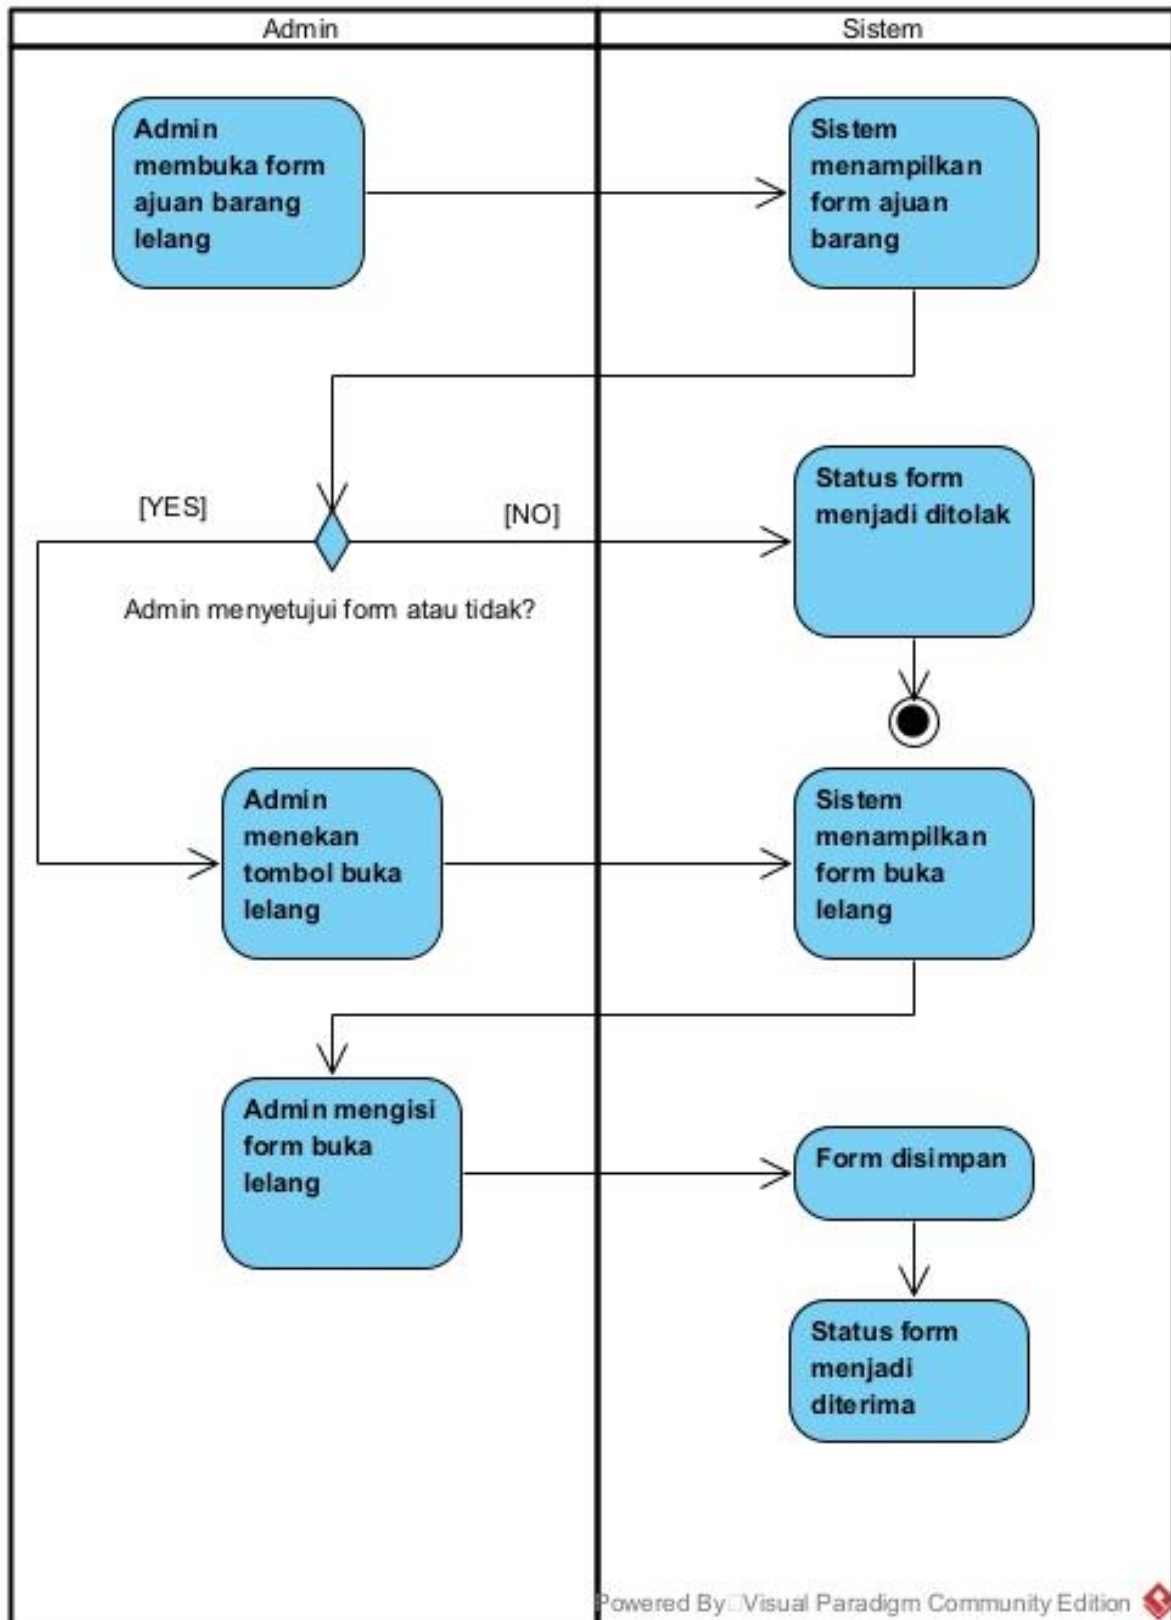 Admin
Sistem
Admin
membuka form
ajuan barang
lelang
Sistem
menampilkan
form ajuan
barang
[YES]
[NO]
Admin menyetujui form atau tidak?
Status form
menjadi ditolak
Admin
menekan
tombol buka
lelang
Sistem
menampilkan
form buka
lelang
Admin mengisi
form buka
lelang
Form disimpan
Status form
menjadi
diterima
Powered By Visual Paradigm Community Edition